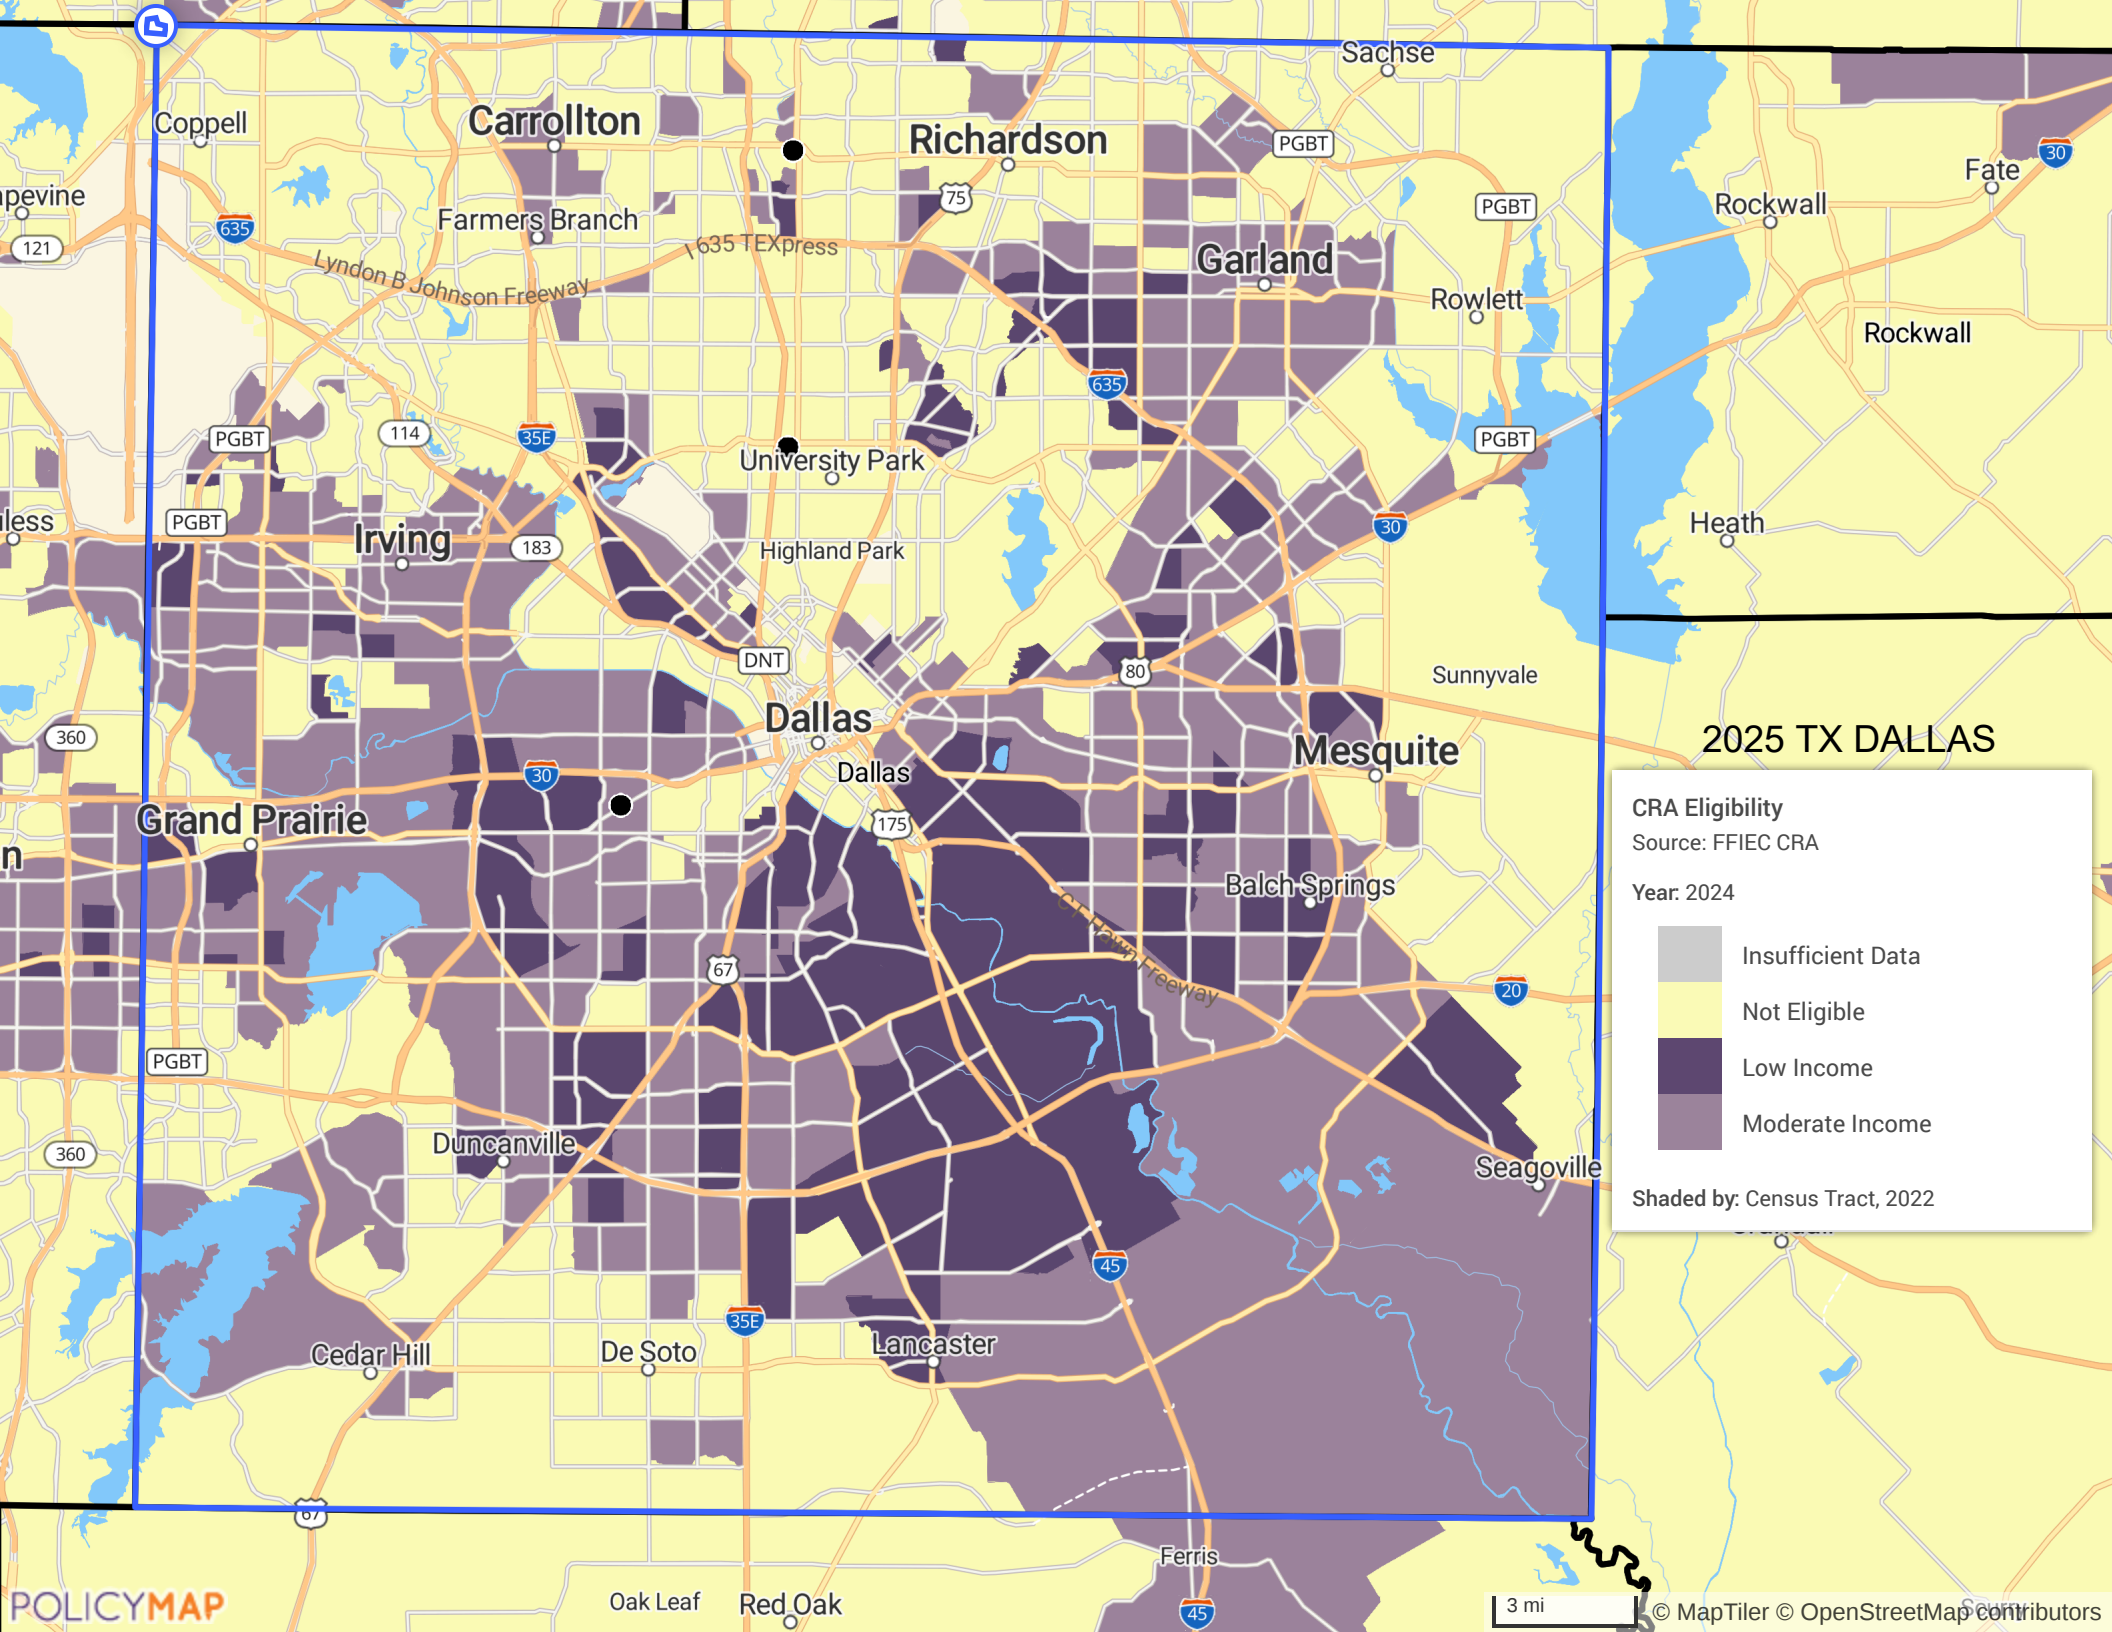 Sachse
Coppell
Carrollton
Richardson
PGBT
30
Fate
apevine
75
Rockwall
PGBT
635
Farmers Branch
121
I 635 TEXpress
Lyndon B Johnson Freeway
Garland
Rowlett
Rockwall
635
PGBT
114
35E
PGBT
University Park
uless
PGBT
30
Heath
Irving
183
Highland Park
DNT
80
Sunnyvale
360
Dallas
2025 TX DALLAS
Mesquite
30
Dallas
CRA Eligibility
Grand Prairie
175
Source: FFIEC CRA
n
Balch Springs
Year: 2024
C T Hawn Freeway
Insufficient Data
67
20
Not Eligible
PGBT
Low Income
Moderate Income
Duncanville
360
Seagoville
Shaded by: Census Tract, 2022
45
35E
Lancaster
Cedar Hill
De Soto
67
Ferris
Oak Leaf
Red Oak
POLICYMAP
45
3 mi
© MapTiler © OpenStreetMap contributors
Scurry